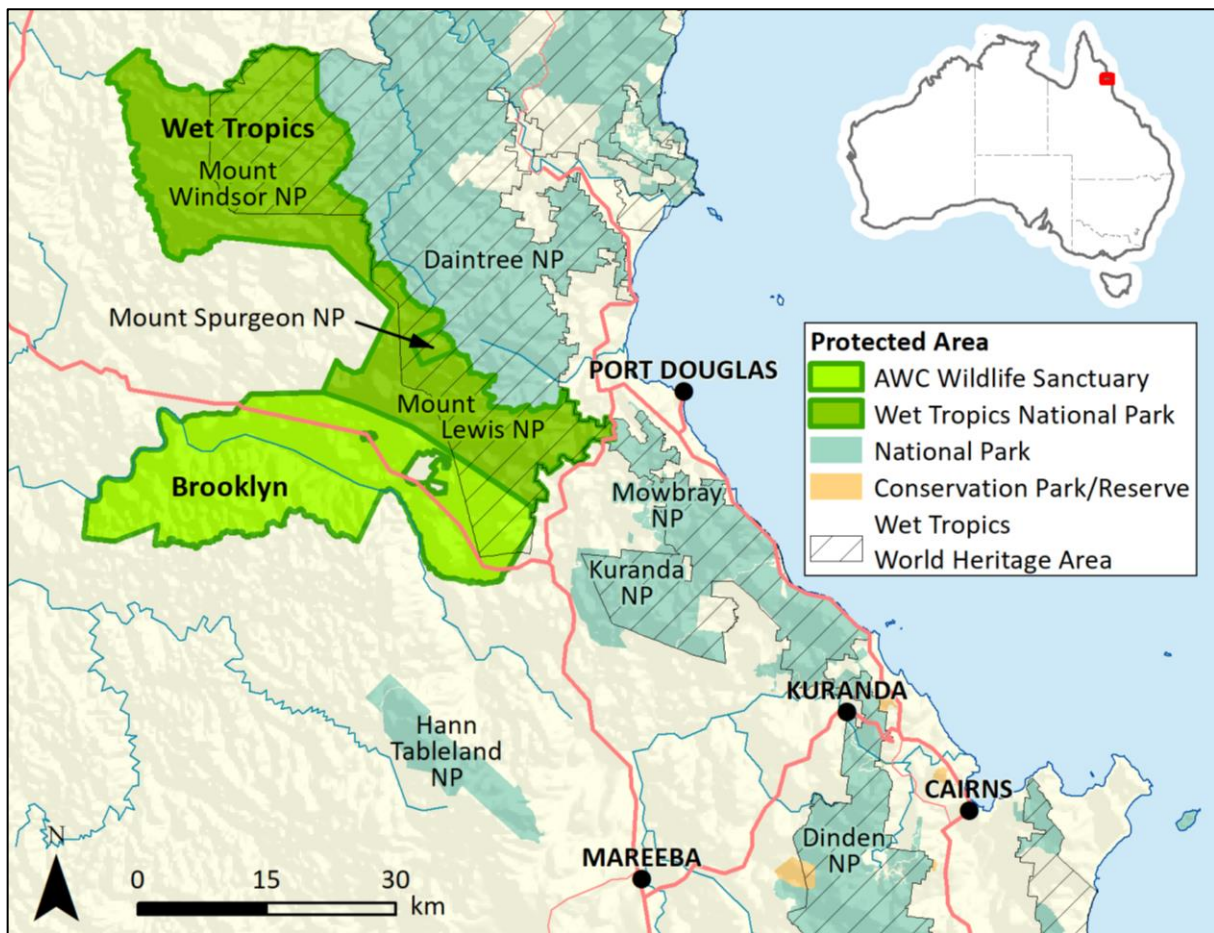 Wet Tropics
Mount
Windsor NP
Daintree NP
Mount Spurgeon NP
PORT DOUGLAS
Mount
Lewis NP
Brooklyn
Mowbray
NP
Kuranda
NP
KURANDA
Hann
Tableland
NP
CAIRNS
Dinden
NP
MAREEBA
Protected Area
AWC Wildlife Sanctuary
Wet Tropics National Park
National Park
Conservation Park/Reserve
Wet Tropics
World Heritage Area
N
0 15 30
km